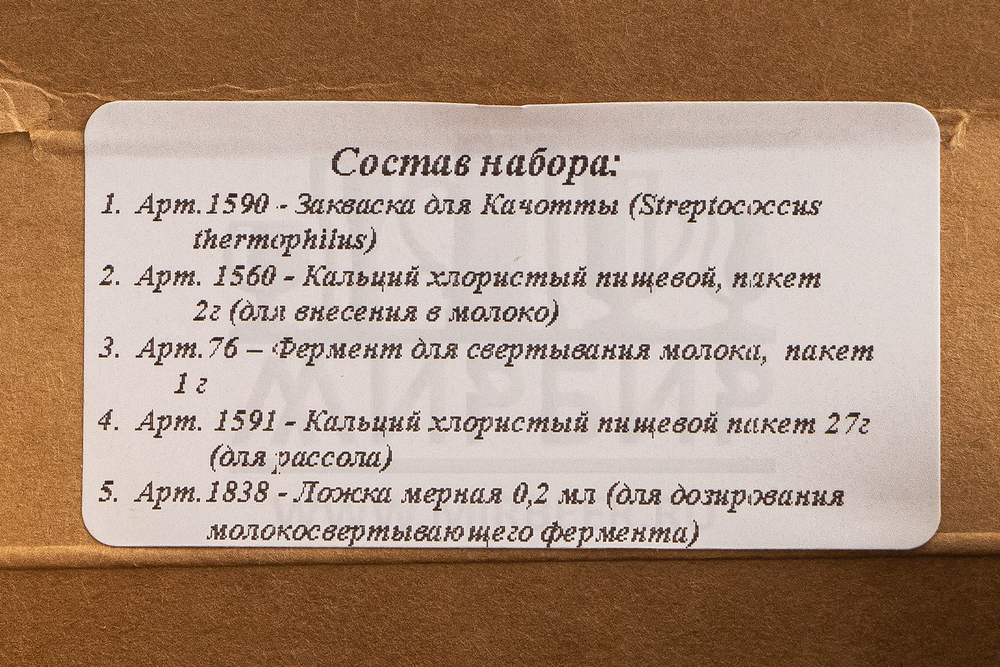 Состав набора:
1. Арт.1590 - Закваска для Качотты (Streptococcus
thermophilus)
2. Арт. 1560 - Кальций хлористый пищевой, пакет
2г (для внесения в молоко)
3. Арт.76 – Фермент для свертывания молока, пакет
1 г
4. Арт. 1591 - Кальций хлористый пищевой пакет 27г
(для рассола)
5. Арт.1838 - Ложка мерная 0,2 мл (для дозирования
молокосвертывающего фермента)